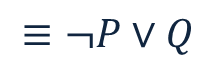 ≡ ¬P ∨ Q